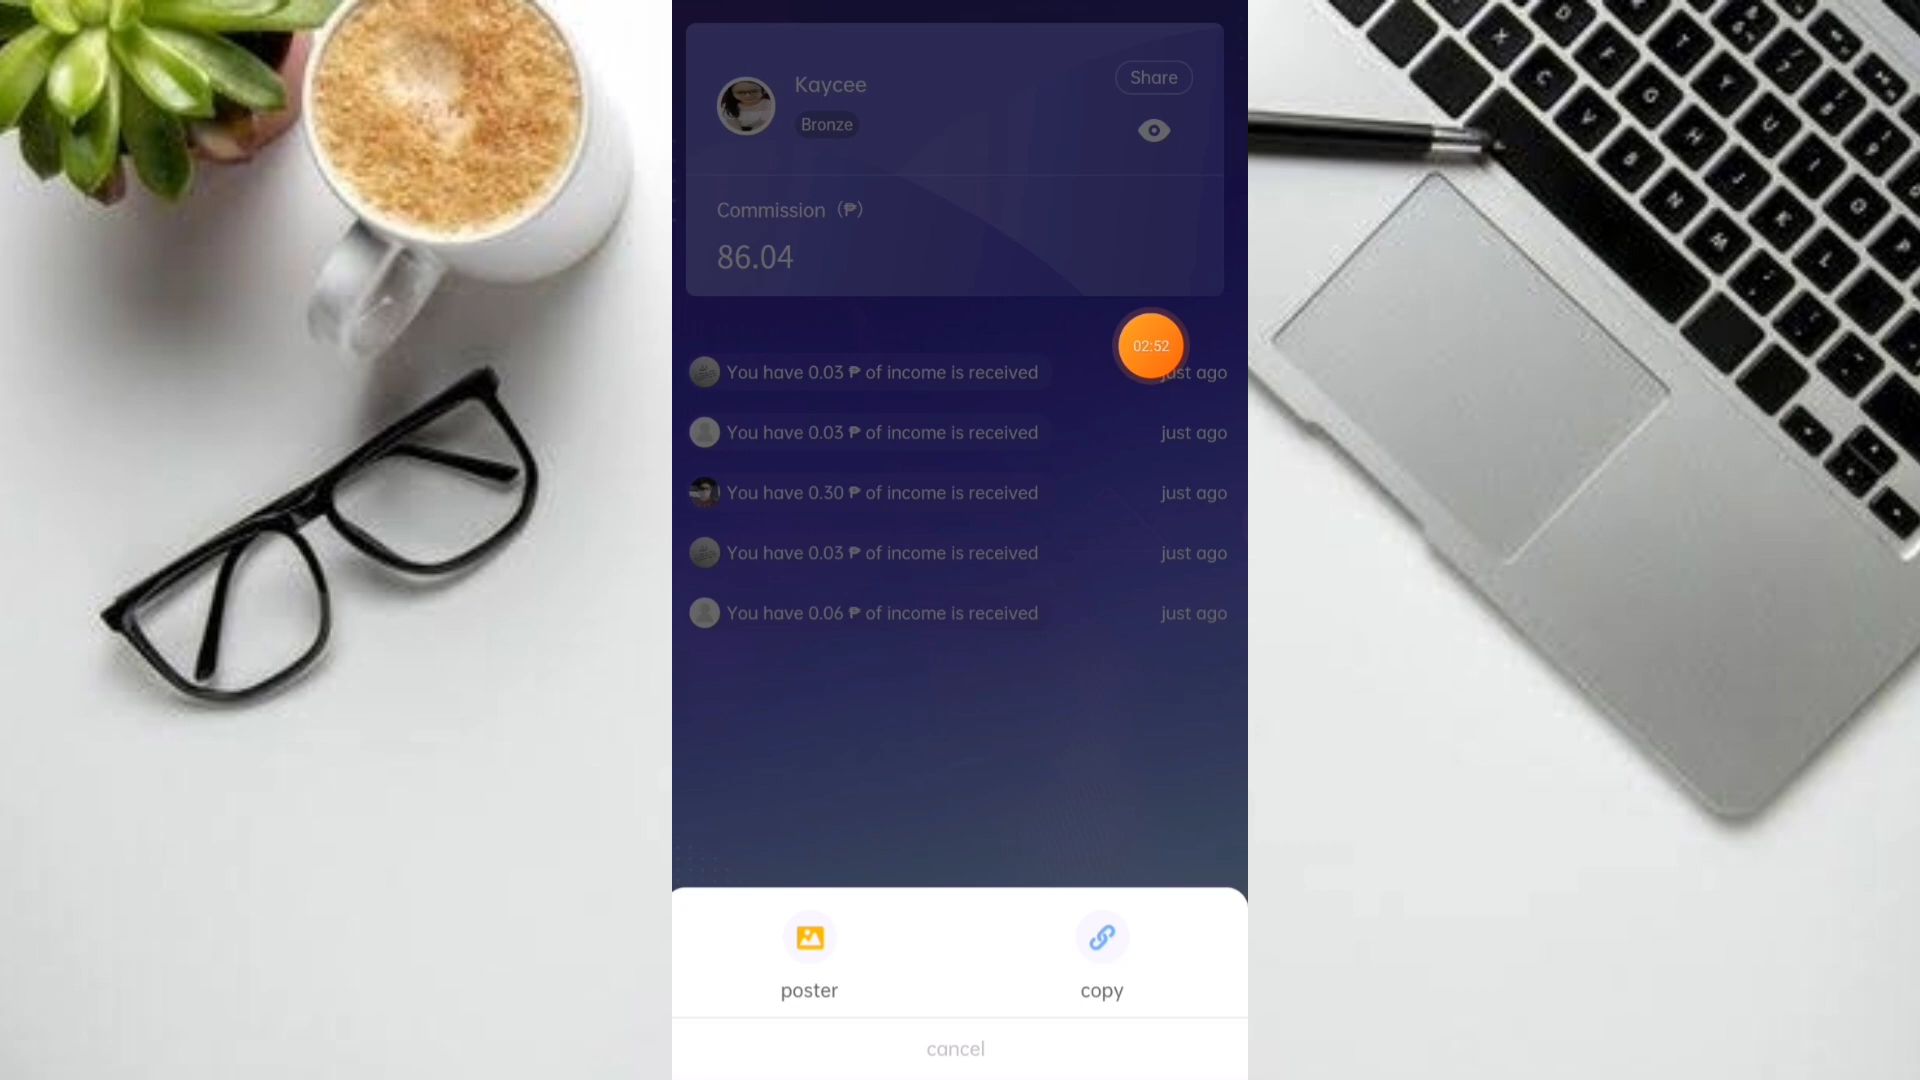 Kaycee
Share
Bronze
Commission (₱)
86.04
02:52
You have 0.03 ₱ of income is received just ago
You have 0.03 ₱ of income is received just ago
You have 0.30 ₱ of income is received just ago
You have 0.03 ₱ of income is received just ago
You have 0.06 ₱ of income is received just ago
poster
copy
cancel